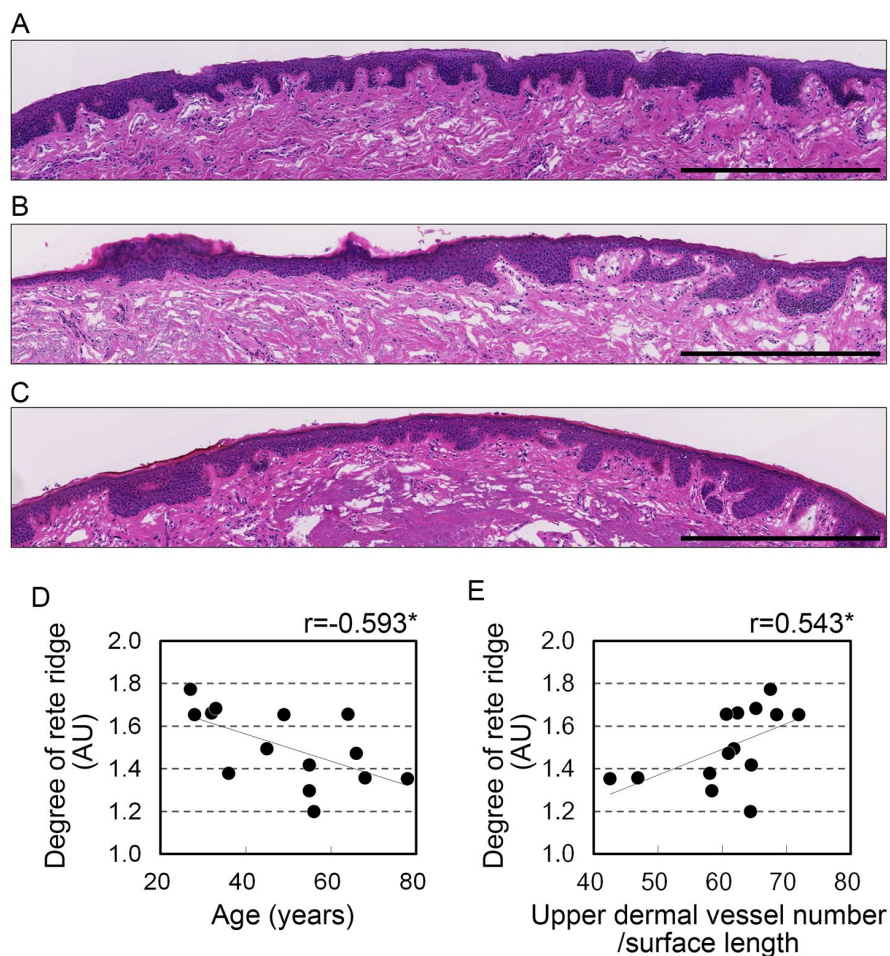 A
B
C
D
r=-0.593*
Degree of rete ridge
(AU)
2.0
1.8
1.6
1.4
1.2
1.0
20
40
60
80
Age (years)
E
r=0.543*
Degree of rete ridge
(AU)
2.0
1.8
1.6
1.4
1.2
1.0
40
50
60
70
80
Upper dermal vessel number
/surface length